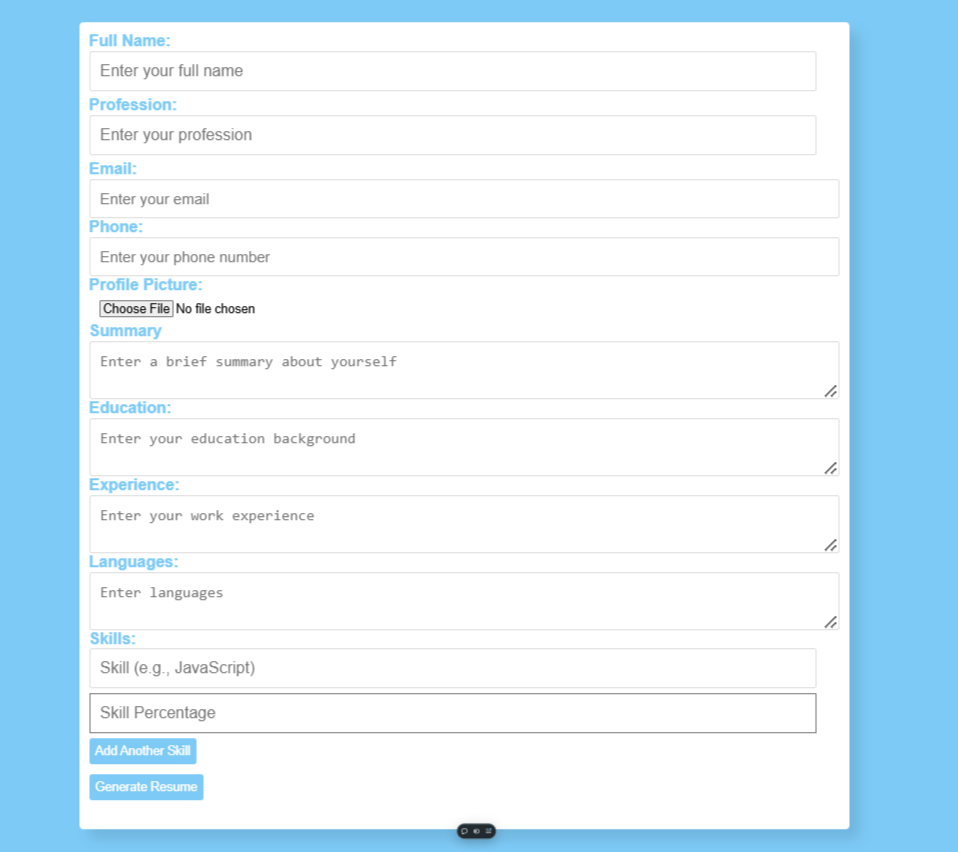 Full Name:
Enter your full name
Profession:
Enter your profession
Email:
Enter your email
Phone:
Enter your phone number
Profile Picture:
Choose File No file chosen
Summary
Enter a brief summary about yourself
Education:
Enter your education background
Experience:
Enter your work experience
Languages:
Enter languages
Skills:
Skill (e.g., JavaScript)
Skill Percentage
Add Another Skill
Generate Resume